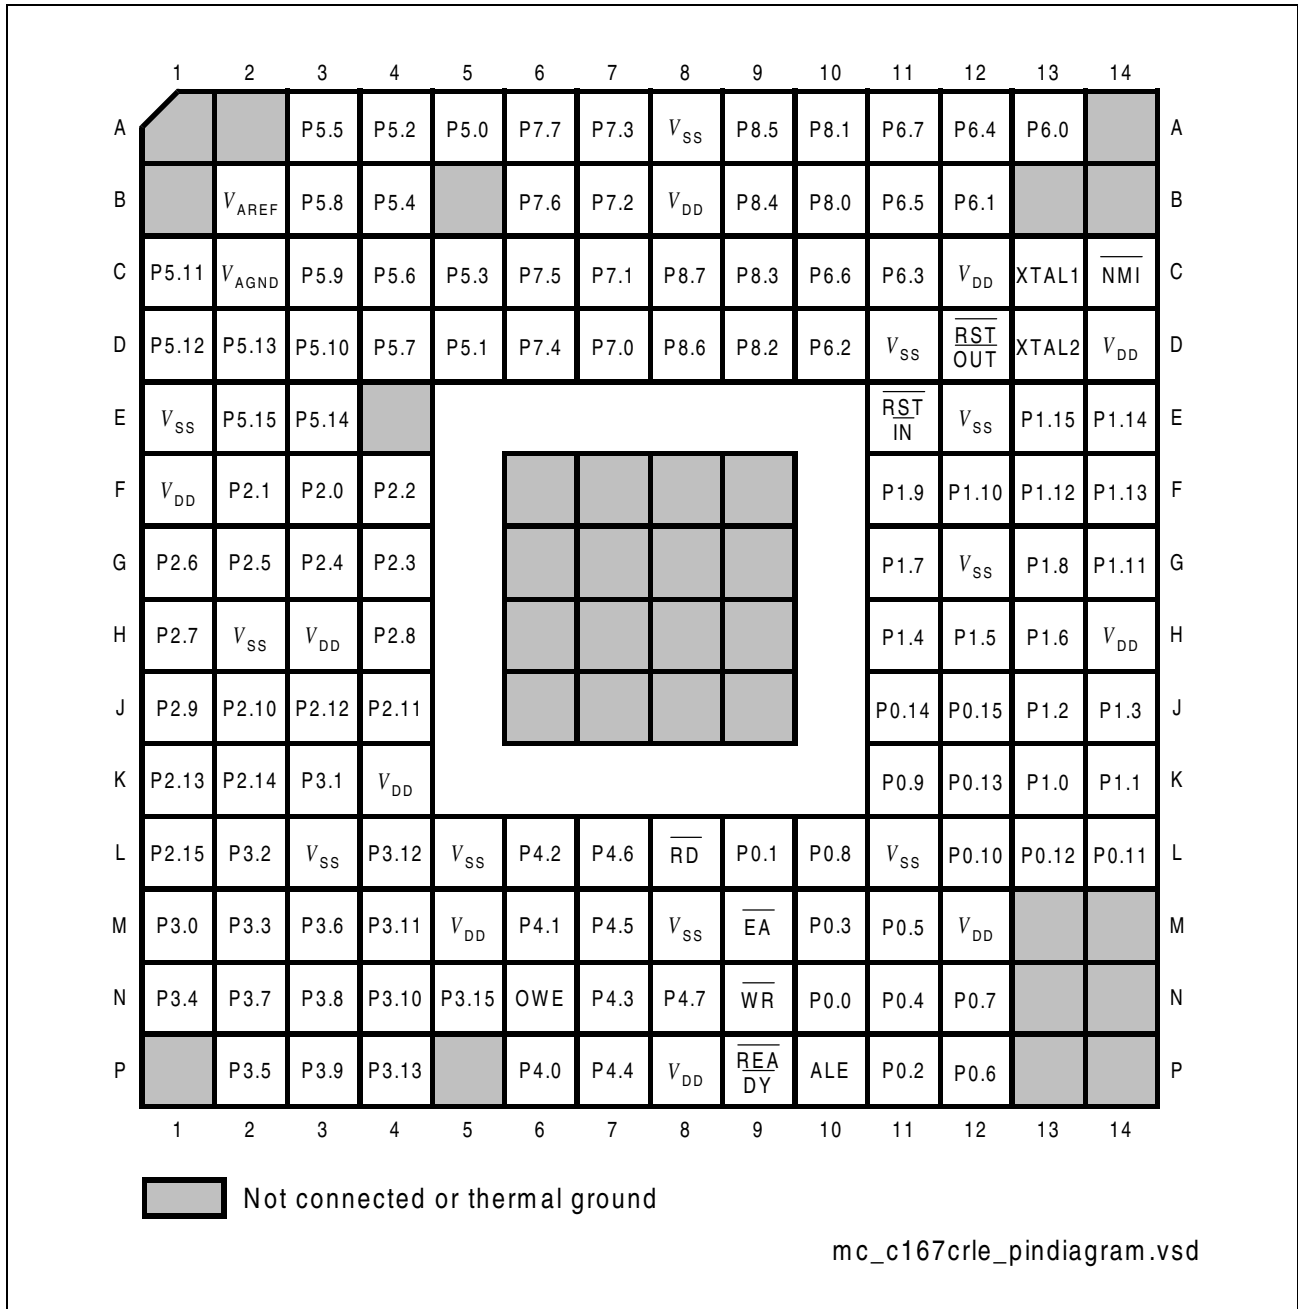 1 2 3 4 5 6 7 8 9 10 11 12 13 14
A P5.5 P5.2 P5.0 P7.7 P7.3 VSS P8.5 P8.1 P6.7 P6.4 P6.0 A
B VAREF P5.8 P5.4 P7.6 P7.2 VDD P8.4 P8.0 P6.5 P6.1 B
C P5.11 VAGND P5.9 P5.6 P5.3 P7.5 P7.1 P8.7 P8.3 P6.6 P6.3 VDD XTAL1 NMI C
D P5.12 P5.13 P5.10 P5.7 P5.1 P7.4 P7.0 P8.6 P8.2 P6.2 VSS RST OUT XTAL2 VDD D
E VSS P5.15 P5.14 RST IN VSS P1.15 P1.14 E
F VDD P2.1 P2.0 P2.2 P1.9 P1.10 P1.12 P1.13 F
G P2.6 P2.5 P2.4 P2.3 P1.7 VSS P1.8 P1.11 G
H P2.7 VSS VDD P2.8 P1.4 P1.5 P1.6 VDD H
J P2.9 P2.10 P2.12 P2.11 P0.14 P0.15 P1.2 P1.3 J
K P2.13 P2.14 P3.1 VDD P0.9 P0.13 P1.0 P1.1 K
L P2.15 P3.2 VSS P3.12 VSS P4.2 P4.6 RD P0.1 P0.8 VSS P0.10 P0.12 P0.11 L
M P3.0 P3.3 P3.6 P3.11 VDD P4.1 P4.5 VSS EA P0.3 P0.5 VDD M
N P3.4 P3.7 P3.8 P3.10 P3.15 OWE P4.3 P4.7 WR P0.0 P0.4 P0.7 N
P P3.5 P3.9 P3.13 P4.0 P4.4 VDD REA DY ALE P0.2 P0.6 P
1 2 3 4 5 6 7 8 9 10 11 12 13 14
Not connected or thermal ground
mc_c167crle_pindiagram.vsd